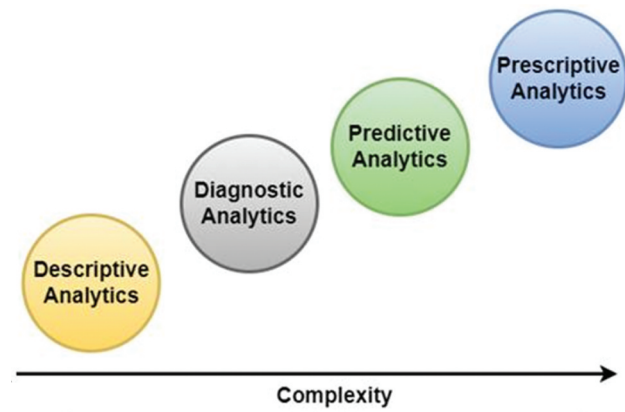 Prescriptive
Analytics
Predictive
Analytics
Diagnostic
Analytics
Descriptive
Analytics
Complexity